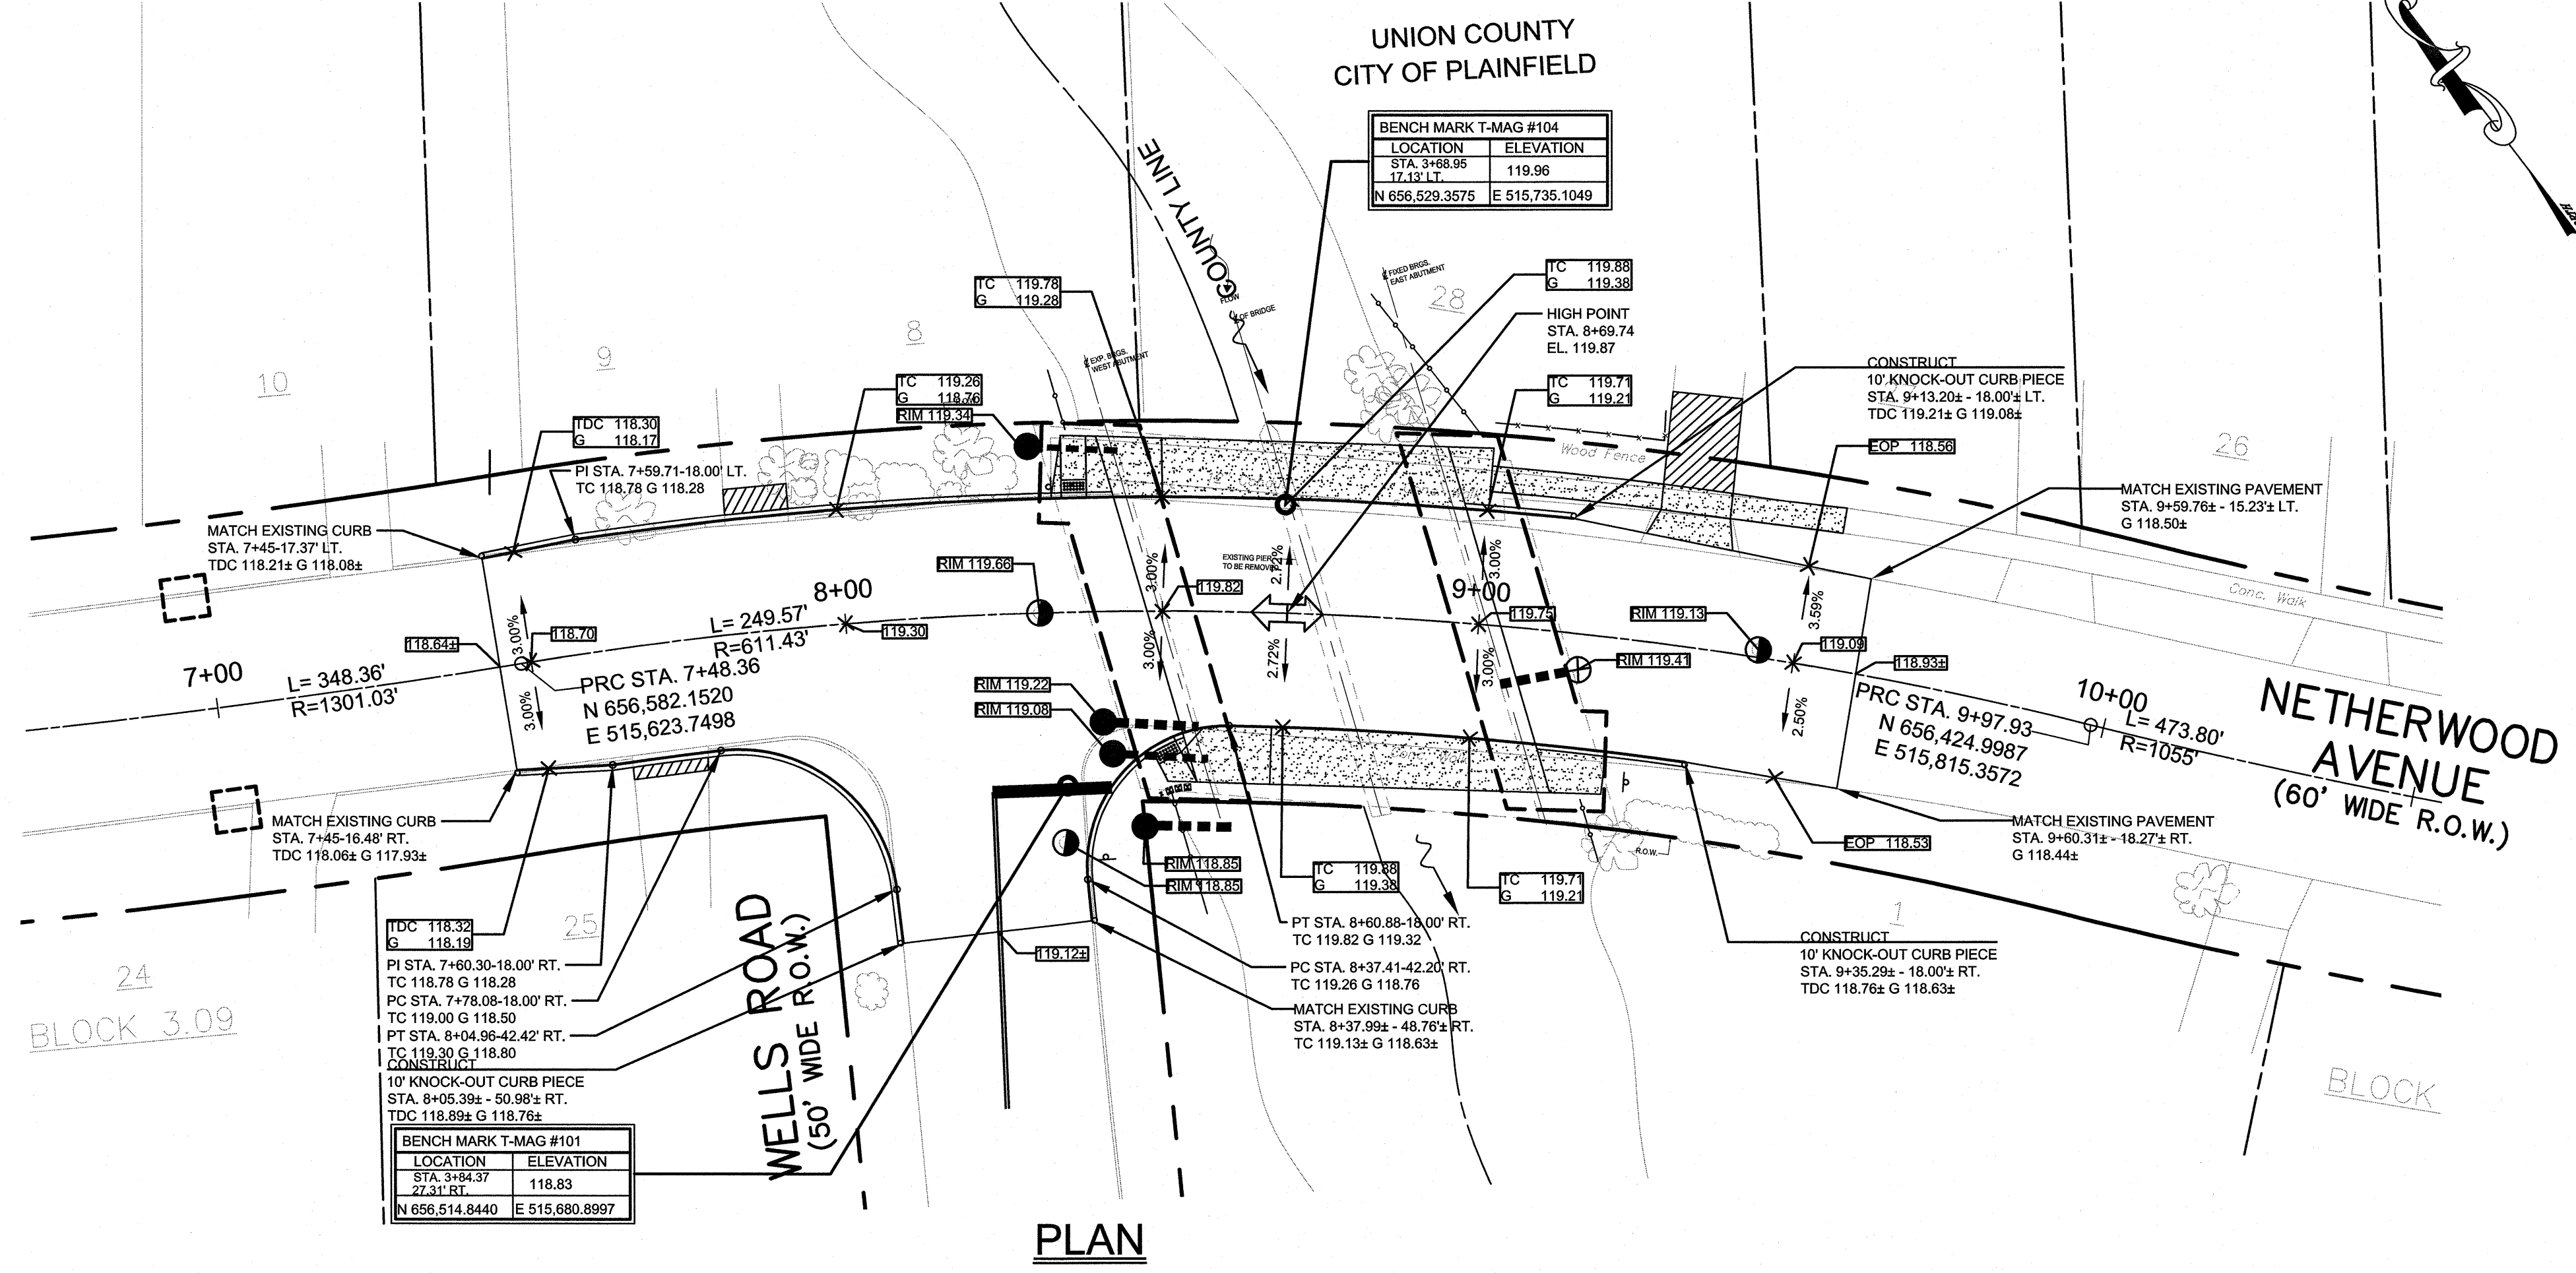 UNION COUNTY
CITY OF PLAINFIELD
BENCH MARK T-MAG #104
LOCATION ELEVATION
STA. 3+68.95
17.13' LT.
119.96
N 656,529.3575 E 515,735.1049
COUNTY LINE
FLOW
℄ OF BRIDGE
℄ FIXED BRGS.
EAST ABUTMENT
28
TC 119.88
G 119.38
HIGH POINT
STA. 8+69.74
EL. 119.87
TC 119.78
G 119.28
℄ EXP. BRGS.
WEST ABUTMENT
8
9
10
TC 119.26
G 118.76
R.O.W.
RIM 119.34
TC 119.71
G 119.21
CONSTRUCT
10' KNOCK-OUT CURB PIECE
STA. 9+13.20± - 18.00'± LT.
TDC 119.21± G 119.08±
EOP 118.56
26
Wood Fence
TDC 118.30
G 118.17
PI STA. 7+59.71-18.00' LT.
TC 118.78 G 118.28
MATCH EXISTING CURB
STA. 7+45-17.37' LT.
TDC 118.21± G 118.08±
MATCH EXISTING PAVEMENT
STA. 9+59.76± - 15.23'± LT.
G 118.50±
Conc. Walk
RIM 119.66
EXISTING PIER
TO BE REMOVED
3.00%
2.72%
3.00%
119.82
8+00
9+00
119.75
RIM 119.13
3.59%
119.09
118.93±
118.64±
3.00%
118.70
L= 249.57'
R=611.43'
119.30
7+00
L= 348.36'
R=1301.03'
PRC STA. 7+48.36
N 656,582.1520
E 515,623.7498
3.00%
3.00%
2.72%
3.00%
RIM 119.41
2.50%
PRC STA. 9+97.93
N 656,424.9987
E 515,815.3572
10+00
L= 473.80'
R=1055'
NETHERWOOD
AVENUE
(60' WIDE R.O.W.)
RIM 119.22
RIM 119.08
MATCH EXISTING CURB
STA. 7+45-16.48' RT.
TDC 118.06± G 117.93±
MATCH EXISTING PAVEMENT
STA. 9+60.31± - 18.27'± RT.
G 118.44±
EOP 118.53
R.O.W.
RIM 118.85
RIM 118.85
TC 119.88
G 119.38
TC 119.71
G 119.21
1
25
24
BLOCK 3.09
TDC 118.32
G 118.19
PI STA. 7+60.30-18.00' RT.
TC 118.78 G 118.28
PC STA. 7+78.08-18.00' RT.
TC 119.00 G 118.50
PT STA. 8+04.96-42.42' RT.
TC 119.30 G 118.80
CONSTRUCT
10' KNOCK-OUT CURB PIECE
STA. 8+05.39± - 50.98'± RT.
TDC 118.89± G 118.76±
WELLS ROAD
(50' WIDE R.O.W.)
119.12±
PT STA. 8+60.88-18.00' RT.
TC 119.82 G 119.32
PC STA. 8+37.41-42.20' RT.
TC 119.26 G 118.76
MATCH EXISTING CURB
STA. 8+37.99± - 48.76'± RT.
TC 119.13± G 118.63±
CONSTRUCT
10' KNOCK-OUT CURB PIECE
STA. 9+35.29± - 18.00'± RT.
TDC 118.76± G 118.63±
BLOCK
BENCH MARK T-MAG #101
LOCATION ELEVATION
STA. 3+84.37
27.31' RT.
118.83
N 656,514.8440 E 515,680.8997
PLAN